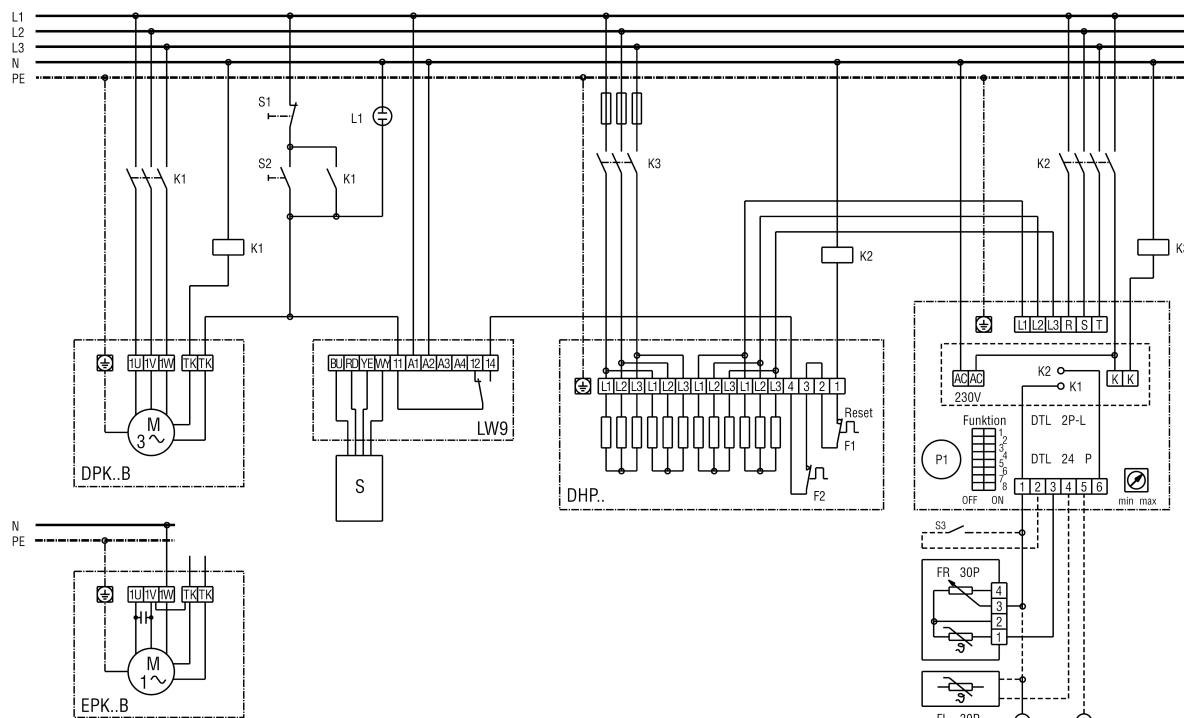 L1
L2
L3
N
PE
S1
L1
S2
K1
K1
K3
K2
K1
K2
K3
L1 L2 L3 R S T
1U 1V 1W TK TK
BU RD YE WY 11 A1 A2 A3 A4 12 14
L1 L2 L3 L1 L2 L3 L1 L2 L3 L1 L2 L3 4 3 2 1
AC AC
230V
K2
K1
K K
M
3~
LW9
Reset
F1
Funktion
DTL 2P-L
1
2
3
4
5
6
7
8
P1
DTL 24 P
DPK..B
S
DHP..
F2
OFF ON
1 2 3 4 5 6
min max
N
PE
S3
FR 30P
4
3
2
1
ϑ
1U 1V 1W TK TK
M
1~
EPK..B
ϑ
FL 30P